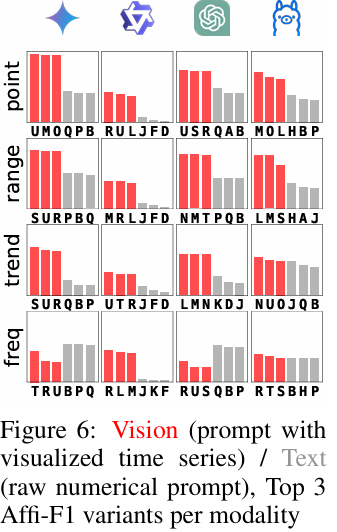 point
UMOQPB RULJFD USRQAB MOLHBP
range
SURPBQ MRLJFD NMTPQB LMSHAJ
trend
SURQBP UTRJFD LMNKDJ NUOJQB
freq
TRUBPQ RLMJKF RUSQBP RTSBHP
Figure 6: Vision (prompt with
visualized time series) / Text
(raw numerical prompt), Top 3
Affi-F1 variants per modality